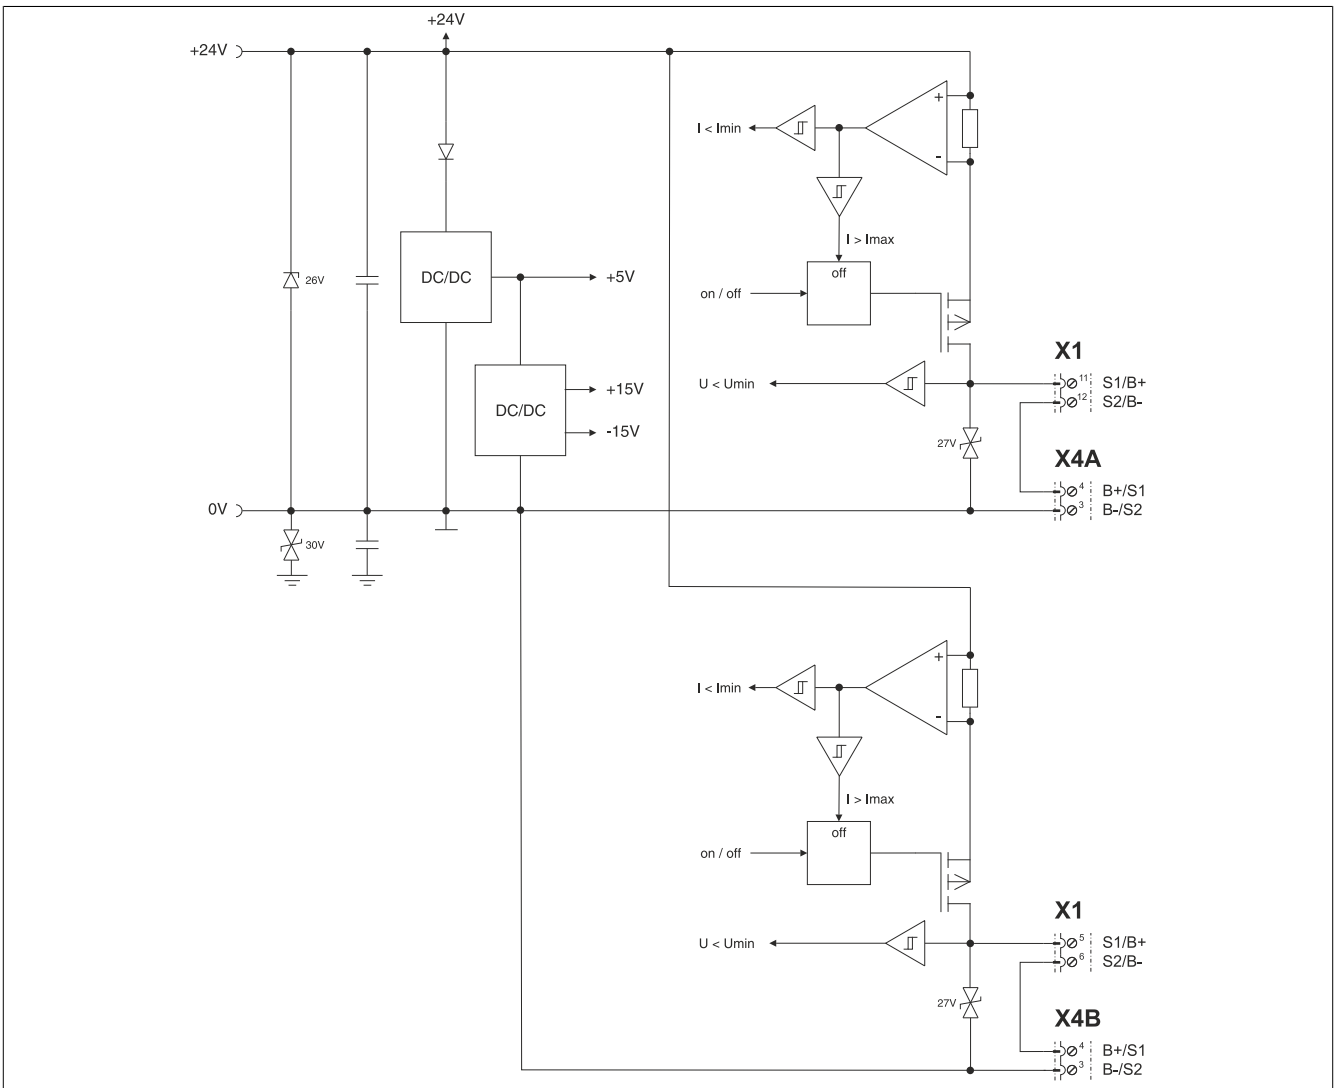 +24V
+24V
+
I < Imin
-
I > Imax
off
DC/DC
+5V
26V
on / off
X1
11 S1/B+
U < Umin
12 S2/B-
+15V
DC/DC
-15V
27V
X4A
4 B+/S1
0V
3 B-/S2
30V
+
I < Imin
-
I > Imax
off
on / off
X1
5 S1/B+
U < Umin
6 S2/B-
27V
X4B
4 B+/S1
3 B-/S2